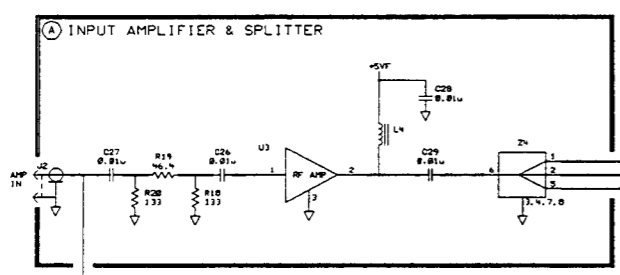 A INPUT AMPLIFIER & SPLITTER
+5VF
C28
0.01u
L4
J2
AMP
IN
C27
0.01u
R19
46.4
C26
0.01u
R20
133
R18
133
U3
1
RF AMP
2
3
C29
0.01u
Z4
6
1
2
5
3,4,7,8